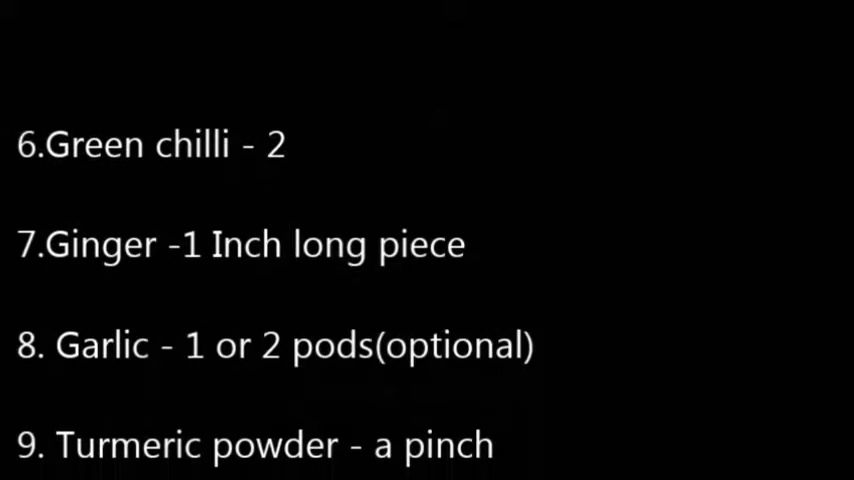 6.Green chilli - 2
7.Ginger -1 Inch long piece
8. Garlic - 1 or 2 pods(optional)
9. Turmeric powder - a pinch